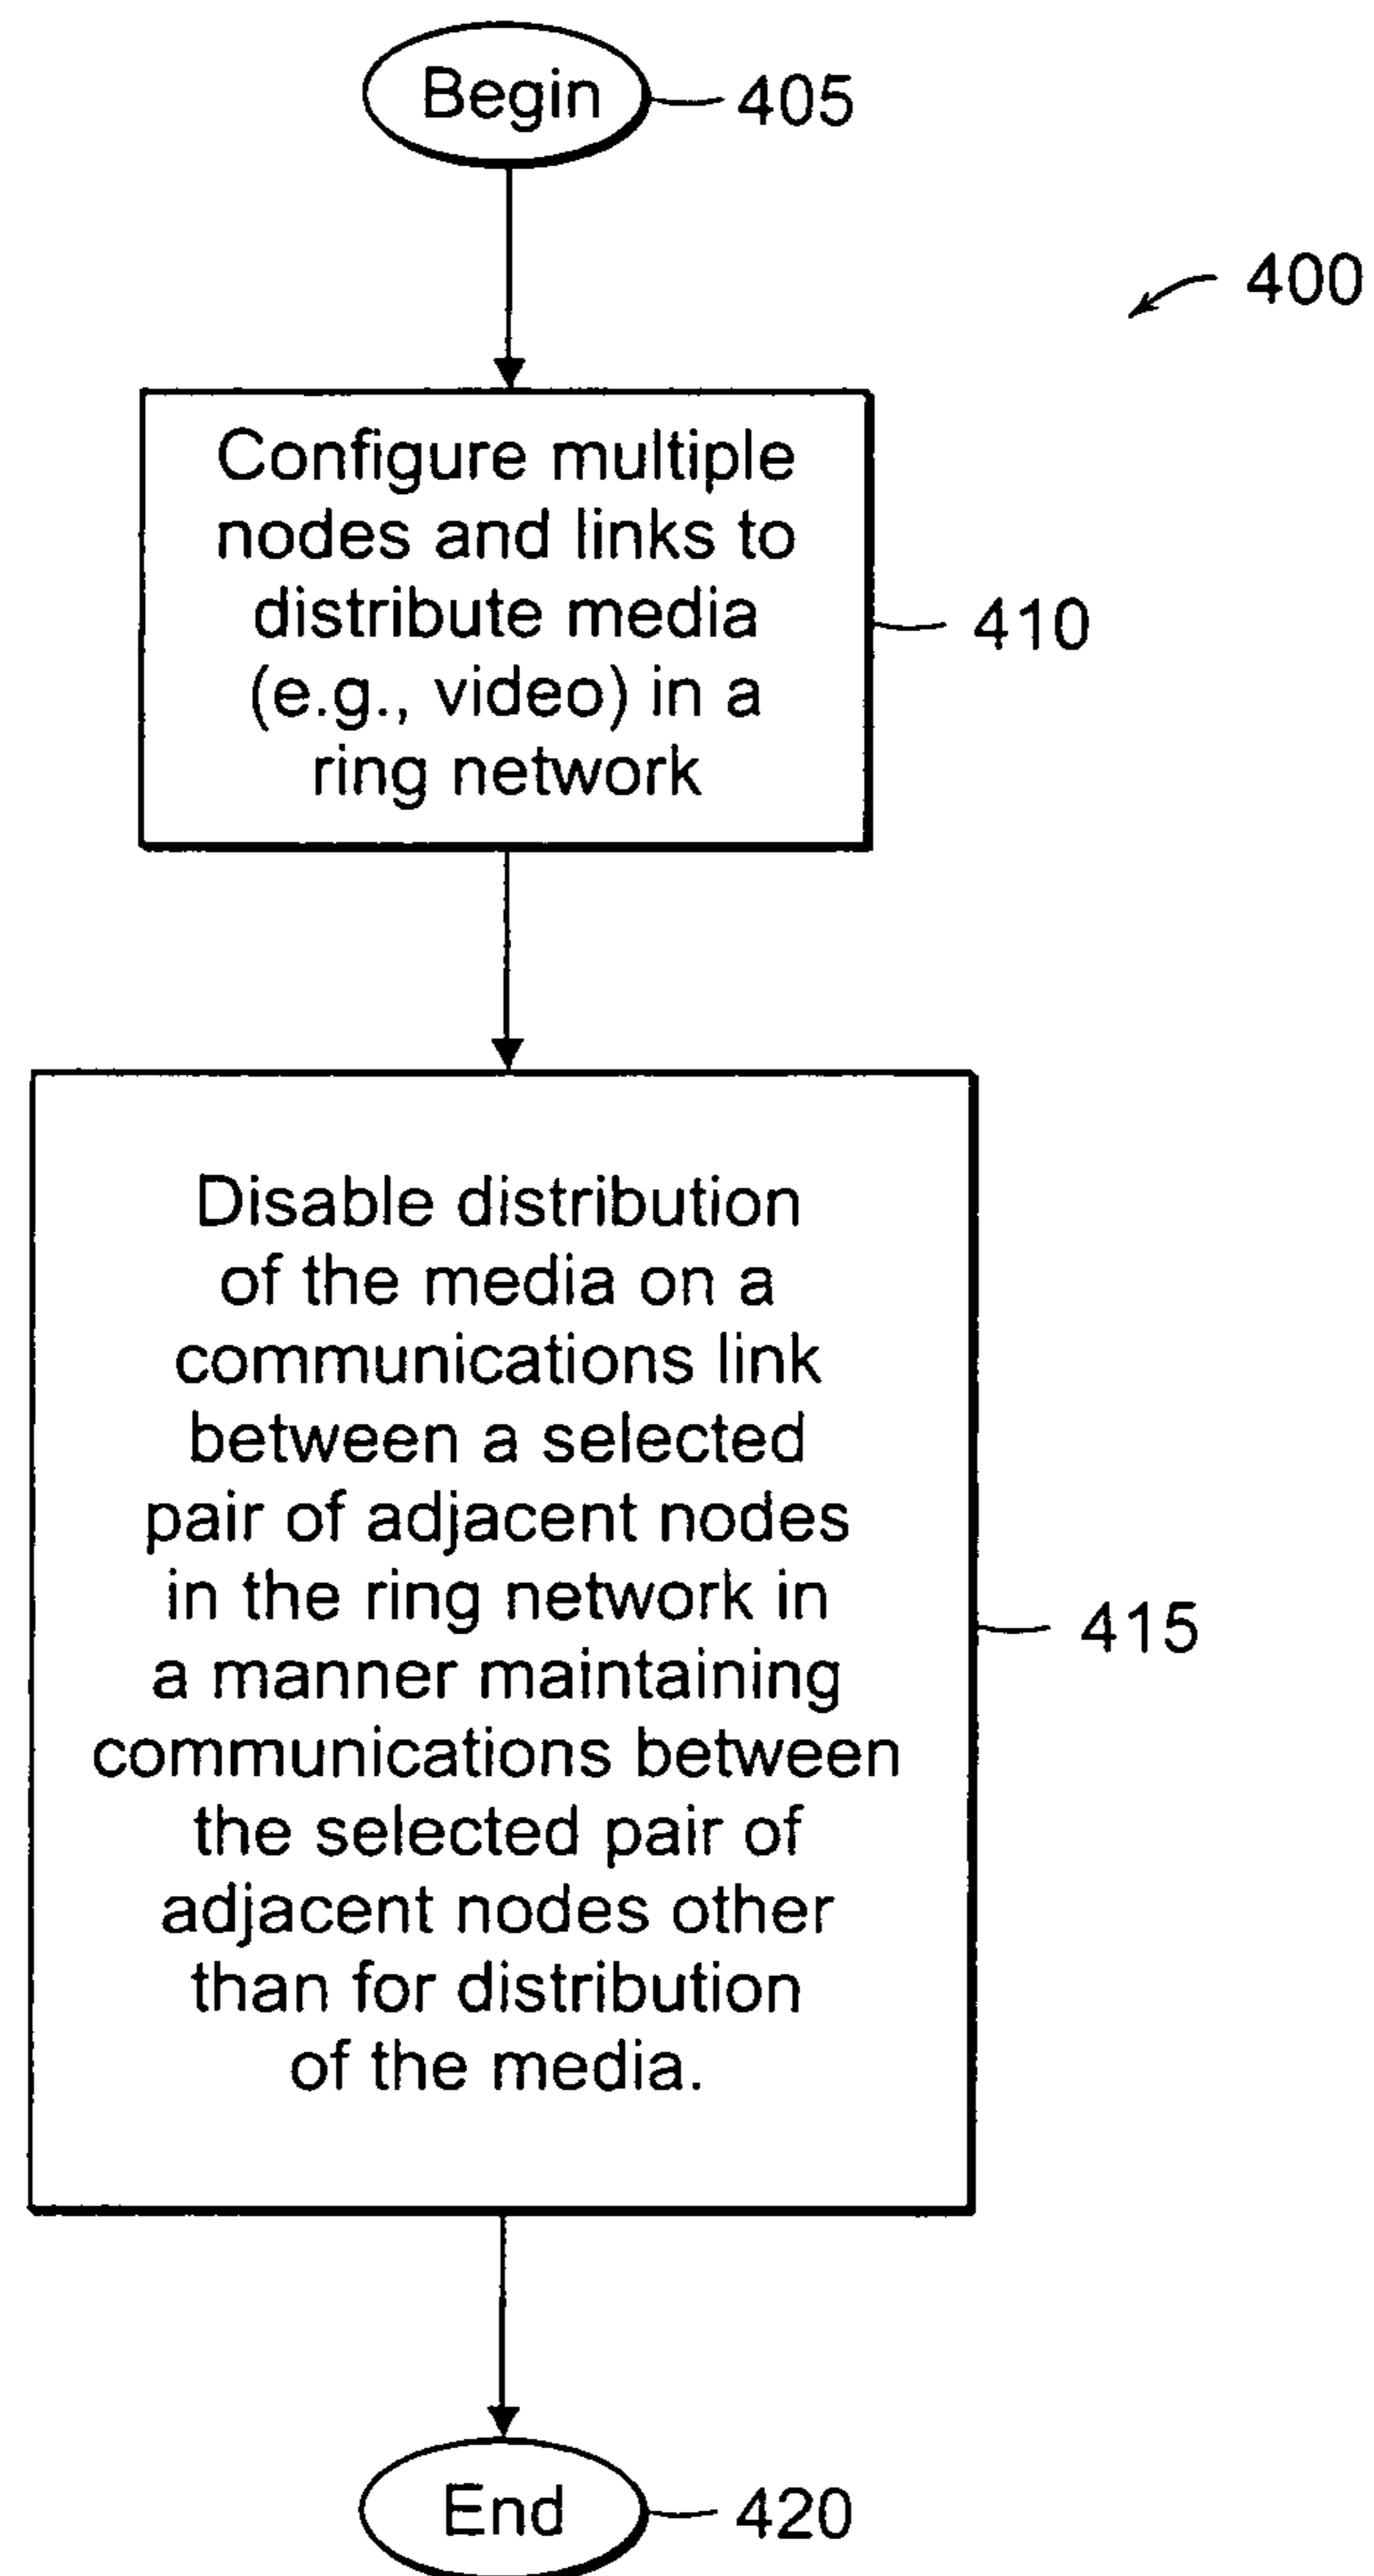 Begin
405
400
Configure multiple
nodes and links to
distribute media
(e.g., video) in a
ring network
410
Disable distribution
of the media on a
communications link
between a selected
pair of adjacent nodes
in the ring network in
a manner maintaining
communications between
the selected pair of
adjacent nodes other
than for distribution
of the media.
415
End
420